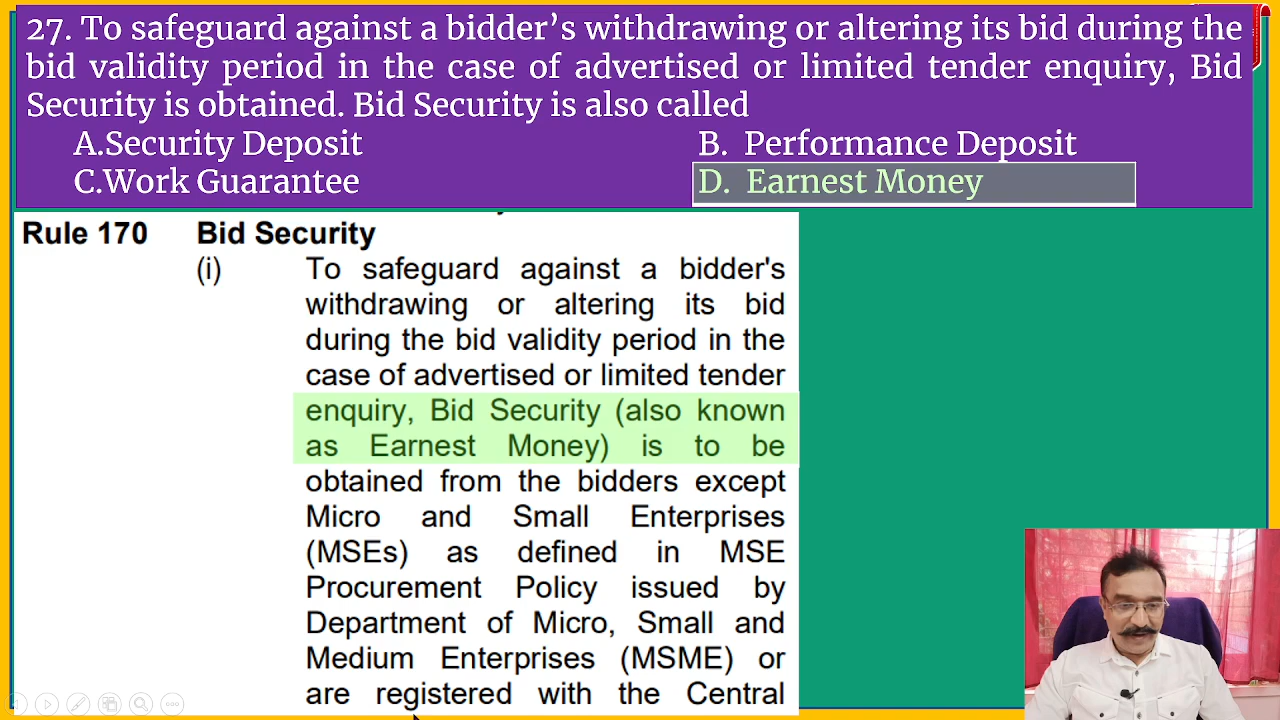 27. To safeguard against a bidder’s withdrawing or altering its bid during the
bid validity period in the case of advertised or limited tender enquiry, Bid
Security is obtained. Bid Security is also called
A.Security Deposit B. Performance Deposit
C.Work Guarantee D. Earnest Money
Rule 170 Bid Security
(i) To safeguard against a bidder's
withdrawing or altering its bid
during the bid validity period in the
case of advertised or limited tender
enquiry, Bid Security (also known
as Earnest Money) is to be
obtained from the bidders except
Micro and Small Enterprises
(MSEs) as defined in MSE
Procurement Policy issued by
Department of Micro, Small and
Medium Enterprises (MSME) or
are registered with the Central